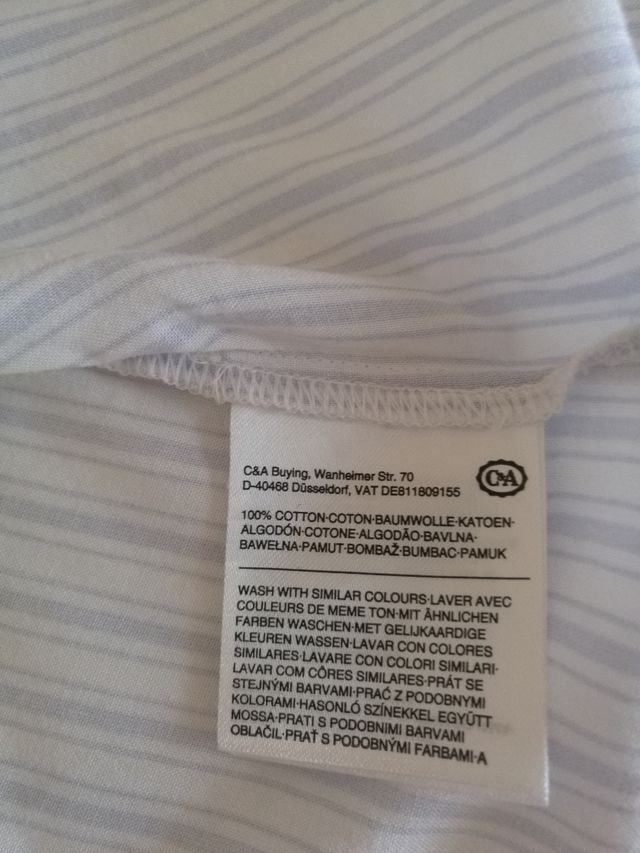 C&A Buying, Wanheimer Str. 70
D-40468 Düsseldorf, VAT DE811809155
C&A
100% COTTON·COTON·BAUMWOLLE·KATOEN·
ALGODÓN·COTONE·ALGODÃO·BAVLNA·
BAWEŁNA·PAMUT·BOMBAŽ·BUMBAC·PAMUK
WASH WITH SIMILAR COLOURS·LAVER AVEC
COULEURS DE MEME TON·MIT ÄHNLICHEN
FARBEN WASCHEN·MET GELIJKAARDIGE
KLEUREN WASSEN·LAVAR CON COLORES
SIMILARES·LAVARE CON COLORI SIMILARI·
LAVAR COM CÔRES SIMILARES·PRÁT SE
STEJNÝMI BARVAMI·PRAĆ Z PODOBNYMI
KOLORAMI·HASONLÓ SZÍNEKKEL EGYÜTT
MOSSA·PRATI S PODOBNIMI BARVAMI
OBLAČIL·PRAŤ S PODOBNÝMI FARBAMI·A